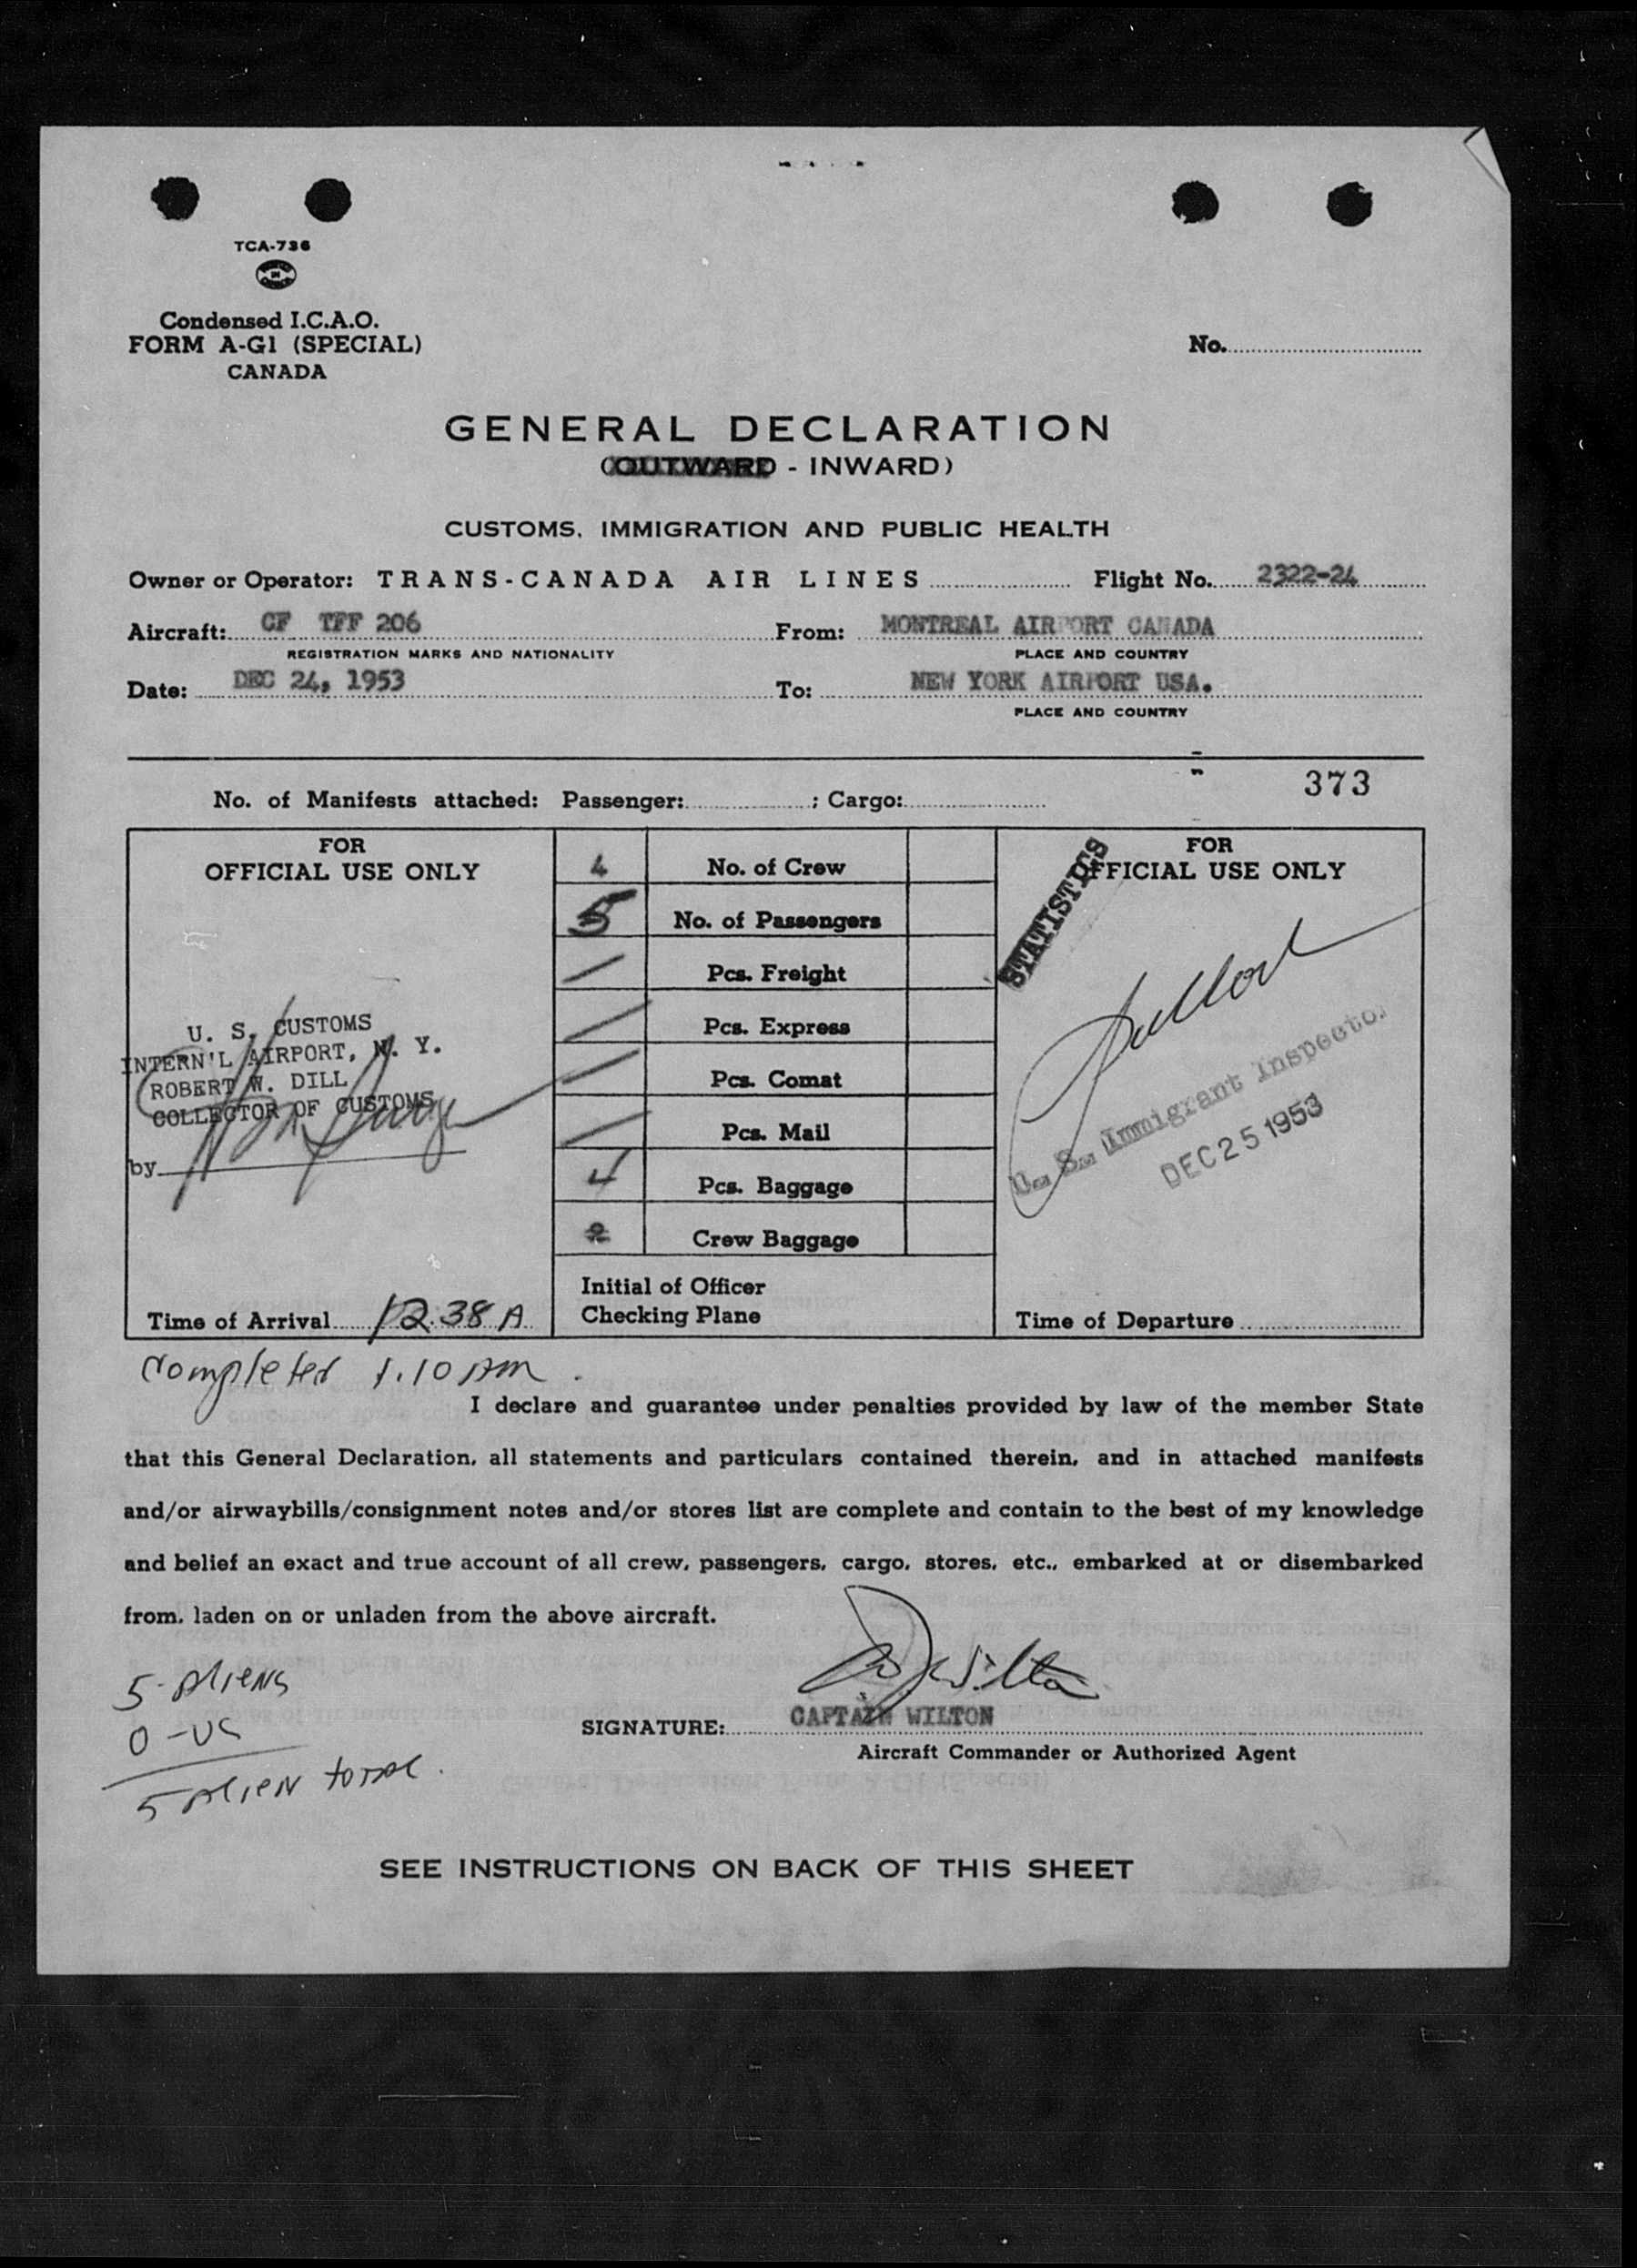 TCA-736
Condensed I.C.A.O.
FORM A-G1 (SPECIAL)
CANADA
No.
GENERAL DECLARATION
(OUTWARD - INWARD)
CUSTOMS, IMMIGRATION AND PUBLIC HEALTH
Owner or Operator: TRANS-CANADA AIR LINES Flight No. 2322-24
Aircraft: CF TFF 206 From: MONTREAL AIRPORT CANADA
REGISTRATION MARKS AND NATIONALITY PLACE AND COUNTRY
Date: DEC 24, 1953 To: NEW YORK AIRPORT USA.
PLACE AND COUNTRY
373
No. of Manifests attached: Passenger: ; Cargo:
FOR
OFFICIAL USE ONLY
U. S. CUSTOMS
INTERN'L AIRPORT, N. Y.
ROBERT W. DILL
COLLECTOR OF CUSTOMS
by
Time of Arrival 12.38 A
4 No. of Crew
5 No. of Passengers
Pcs. Freight
Pcs. Express
Pcs. Comat
Pcs. Mail
4 Pcs. Baggage
Crew Baggage
Initial of Officer
Checking Plane
FOR
OFFICIAL USE ONLY
STATISTICS
U. S. Immigrant Inspector
DEC 25 1953
Time of Departure
Completed 1.10 AM
I declare and guarantee under penalties provided by law of the member State
that this General Declaration, all statements and particulars contained therein, and in attached manifests
and/or airwaybills/consignment notes and/or stores list are complete and contain to the best of my knowledge
and belief an exact and true account of all crew, passengers, cargo, stores, etc., embarked at or disembarked
from, laden on or unladen from the above aircraft.
5-Aliens
0-US
5 Alien total.
SIGNATURE: CAPTAIN WILTON
Aircraft Commander or Authorized Agent
SEE INSTRUCTIONS ON BACK OF THIS SHEET